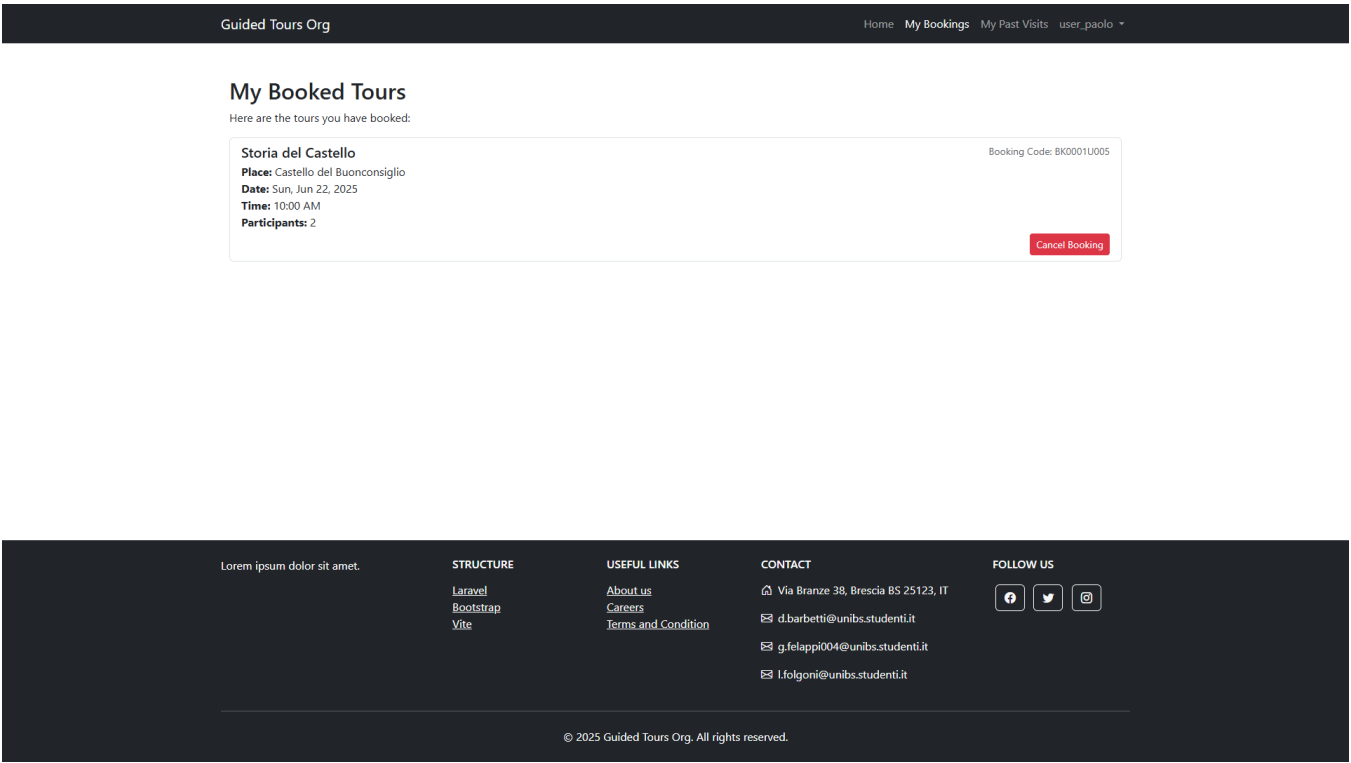 Guided Tours Org
Home My Bookings My Past Visits user_paolo
My Booked Tours
Here are the tours you have booked:
Storia del Castello
Booking Code: BK0001U005
Place: Castello del Buonconsiglio
Date: Sun, Jun 22, 2025
Time: 10:00 AM
Participants: 2
Cancel Booking
Lorem ipsum dolor sit amet.
STRUCTURE
Laravel
Bootstrap
Vite
USEFUL LINKS
About us
Careers
Terms and Condition
CONTACT
Via Branze 38, Brescia BS 25123, IT
d.barbetti@unibs.studenti.it
g.felappi004@unibs.studenti.it
l.folgoni@unibs.studenti.it
FOLLOW US
© 2025 Guided Tours Org. All rights reserved.